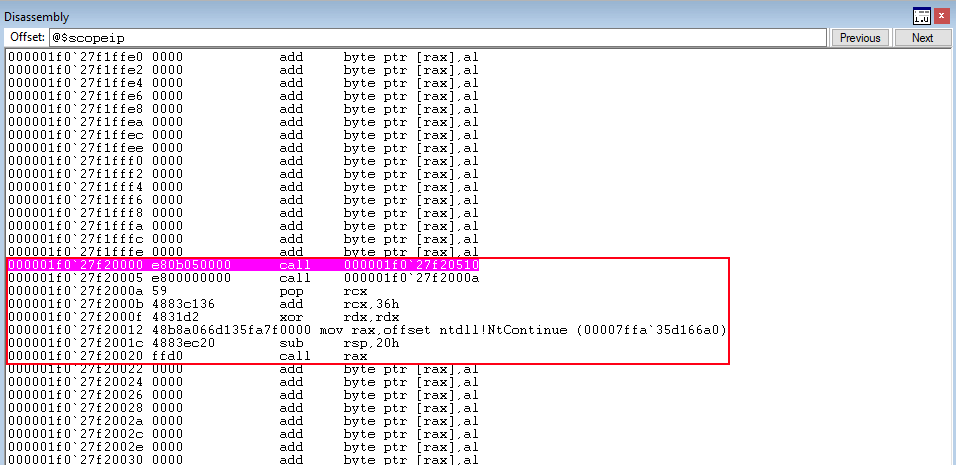 Disassembly
Offset: @$scopeip Previous Next
000001f0`27f1ffe0 0000 add byte ptr [rax],al
000001f0`27f1ffe2 0000 add byte ptr [rax],al
000001f0`27f1ffe4 0000 add byte ptr [rax],al
000001f0`27f1ffe6 0000 add byte ptr [rax],al
000001f0`27f1ffe8 0000 add byte ptr [rax],al
000001f0`27f1ffea 0000 add byte ptr [rax],al
000001f0`27f1ffec 0000 add byte ptr [rax],al
000001f0`27f1ffee 0000 add byte ptr [rax],al
000001f0`27f1fff0 0000 add byte ptr [rax],al
000001f0`27f1fff2 0000 add byte ptr [rax],al
000001f0`27f1fff4 0000 add byte ptr [rax],al
000001f0`27f1fff6 0000 add byte ptr [rax],al
000001f0`27f1fff8 0000 add byte ptr [rax],al
000001f0`27f1fffa 0000 add byte ptr [rax],al
000001f0`27f1fffc 0000 add byte ptr [rax],al
000001f0`27f1fffe 0000 add byte ptr [rax],al
000001f0`27f20000 e80b050000 call 000001f0`27f20510
000001f0`27f20005 e800000000 call 000001f0`27f2000a
000001f0`27f2000a 59 pop rcx
000001f0`27f2000b 4883c136 add rcx,36h
000001f0`27f2000f 4831d2 xor rdx,rdx
000001f0`27f20012 48b8a066d135fa7f0000 mov rax,offset ntdll!NtContinue (00007ffa`35d166a0)
000001f0`27f2001c 4883ec20 sub rsp,20h
000001f0`27f20020 ffd0 call rax
000001f0`27f20022 0000 add byte ptr [rax],al
000001f0`27f20024 0000 add byte ptr [rax],al
000001f0`27f20026 0000 add byte ptr [rax],al
000001f0`27f20028 0000 add byte ptr [rax],al
000001f0`27f2002a 0000 add byte ptr [rax],al
000001f0`27f2002c 0000 add byte ptr [rax],al
000001f0`27f2002e 0000 add byte ptr [rax],al
000001f0`27f20030 0000 add byte ptr [rax],al